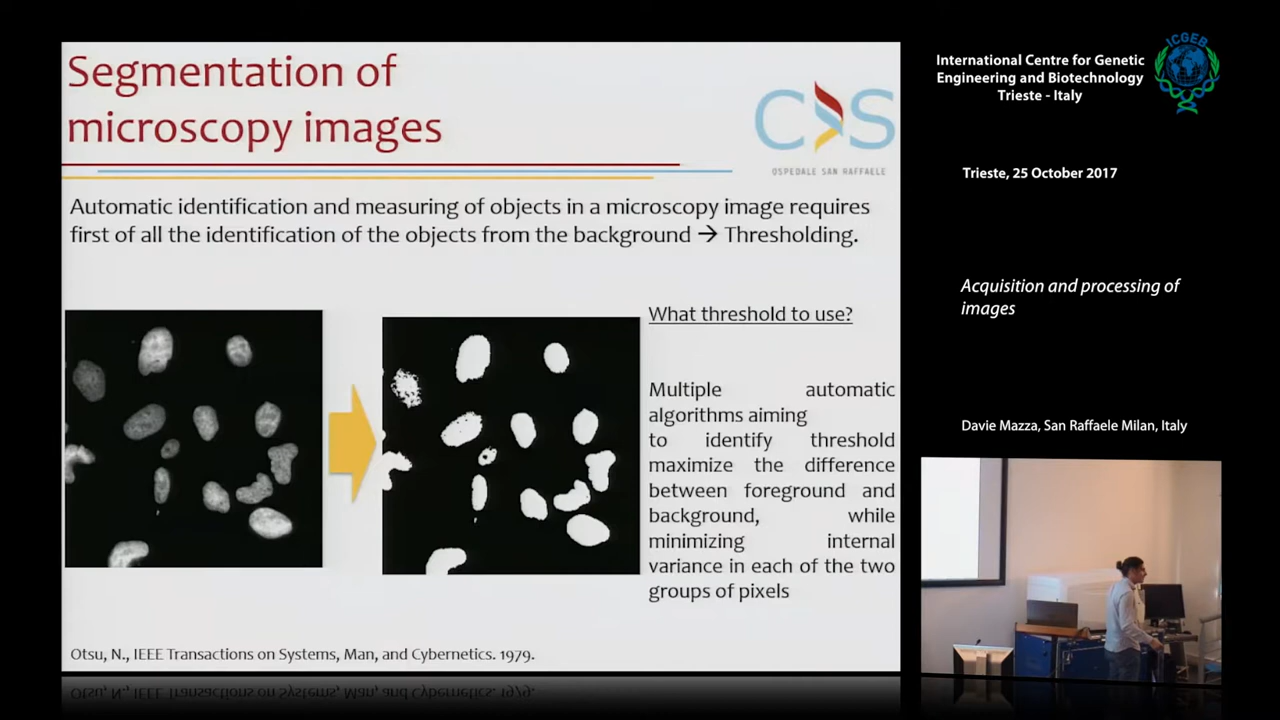 Segmentation of
microscopy images
OSPEDALE SAN RAFFAELE
Automatic identification and measuring of objects in a microscopy image requires
first of all the identification of the objects from the background → Thresholding.
What threshold to use?
Multiple automatic
algorithms aiming
to identify threshold
maximize the difference
between foreground and
background, while
minimizing internal
variance in each of the two
groups of pixels
Otsu, N., IEEE Transactions on Systems, Man, and Cybernetics. 1979.
International Centre for Genetic
Engineering and Biotechnology
Trieste - Italy
ICGEB
Trieste, 25 October 2017
Acquisition and processing of
images
Davie Mazza, San Raffaele Milan, Italy